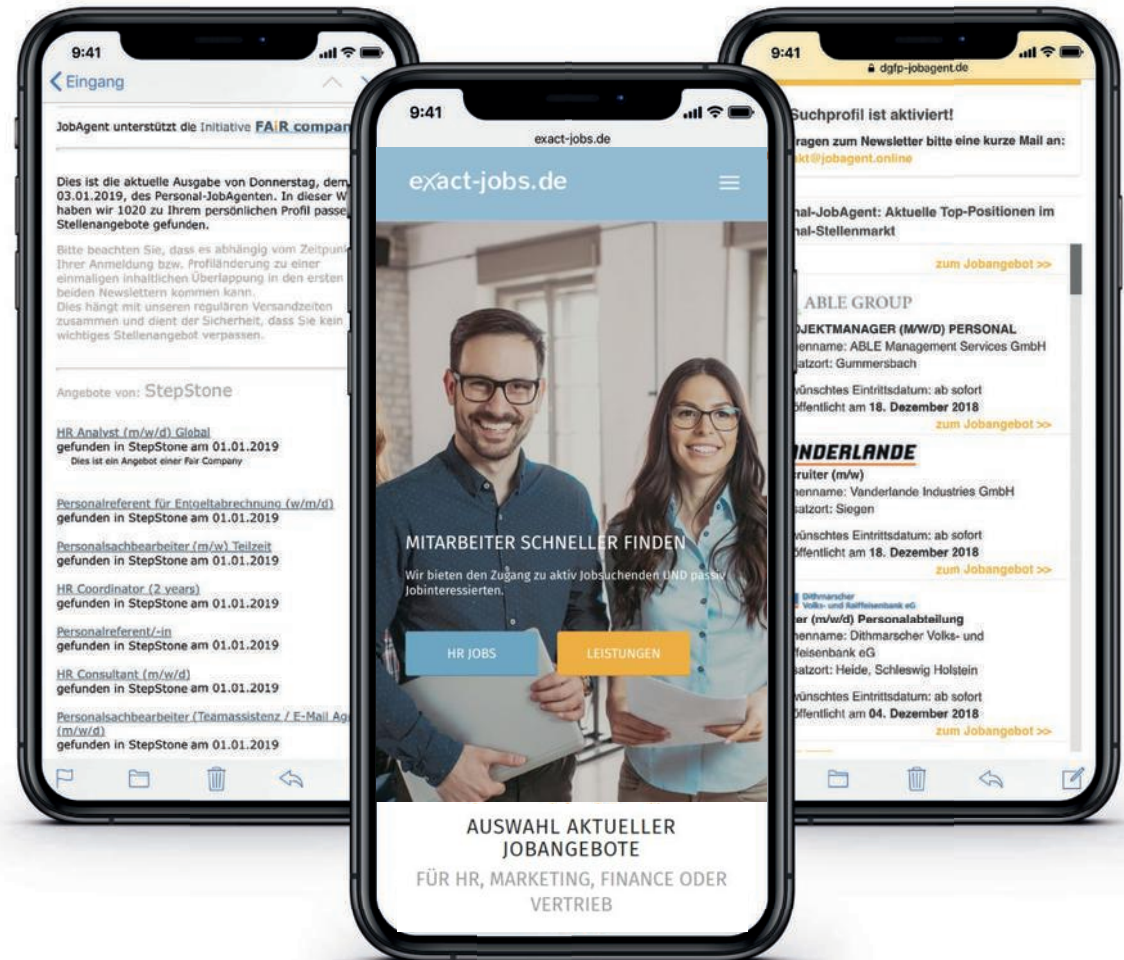 9:41
Eingang
JobAgent unterstützt die Initiative FAiR compan
Dies ist die aktuelle Ausgabe von Donnerstag, dem
03.01.2019, des Personal-JobAgenten. In dieser W
haben wir 1020 zu Ihrem persönlichen Profil passe
Stellenangebote gefunden.
Bitte beachten Sie, dass es abhängig vom Zeitpunk
Ihrer Anmeldung bzw. Profiländerung zu einer
einmaligen inhaltlichen Überlappung in den ersten
beiden Newslettern kommen kann.
Dies hängt mit unseren regulären Versandzeiten
zusammen und dient der Sicherheit, dass Sie kein
wichtiges Stellenangebot verpassen.
Angebote von: StepStone
HR Analyst (m/w/d) Global
gefunden in StepStone am 01.01.2019
Dies ist ein Angebot einer Fair Company
Personalreferent für Entgeltabrechnung (w/m/d)
gefunden in StepStone am 01.01.2019
Personalsachbearbeiter (m/w) Teilzeit
gefunden in StepStone am 01.01.2019
HR Coordinator (2 years)
gefunden in StepStone am 01.01.2019
Personalreferent/-in
gefunden in StepStone am 01.01.2019
HR Consultant (m/w/d)
gefunden in StepStone am 01.01.2019
Personalsachbearbeiter (Teamassistenz / E-Mail Ag
(m/w/d)
gefunden in StepStone am 01.01.2019
9:41
exact-jobs.de
exact-jobs.de
MITARBEITER SCHNELLER FINDEN
Wir bieten den Zugang zu aktiv Jobsuchenden UND passiv
Jobinteressierten.
HR JOBS
LEISTUNGEN
AUSWAHL AKTUELLER
JOBANGEBOTE
FÜR HR, MARKETING, FINANCE ODER
VERTRIEB
9:41
dgfp-jobagent.de
Suchprofil ist aktiviert!
ragen zum Newsletter bitte eine kurze Mail an:
akt@jobagent.online
nal-JobAgent: Aktuelle Top-Positionen im
nal-Stellenmarkt
zum Jobangebot >>
ABLE GROUP
OJEKTMANAGER (M/W/D) PERSONAL
nenname: ABLE Management Services GmbH
atzort: Gummersbach
wünschtes Eintrittsdatum: ab sofort
öffentlicht am 18. Dezember 2018
zum Jobangebot >>
NDERLANDE
ruiter (m/w)
nenname: Vanderlande Industries GmbH
satzort: Siegen
wünschtes Eintrittsdatum: ab sofort
öffentlicht am 18. Dezember 2018
zum Jobangebot >>
Dithmarscher
Volks- und Raiffeisenbank eG
ter (m/w/d) Personalabteilung
nenname: Dithmarscher Volks- und
ffeisenbank eG
satzort: Heide, Schleswig Holstein
wünschtes Eintrittsdatum: ab sofort
öffentlicht am 04. Dezember 2018
zum Jobangebot >>